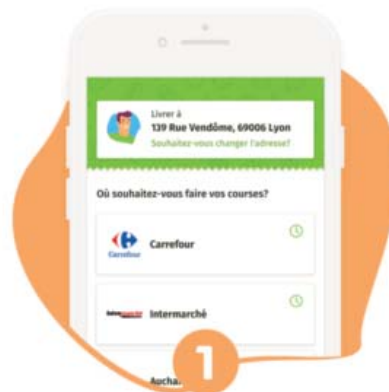 Livrer à
139 Rue Vendôme, 69006 Lyon
Souhaitez-vous changer l'adresse?
Où souhaitez-vous faire vos courses?
Carrefour
Carrefour
Intermarché
Intermarché
1